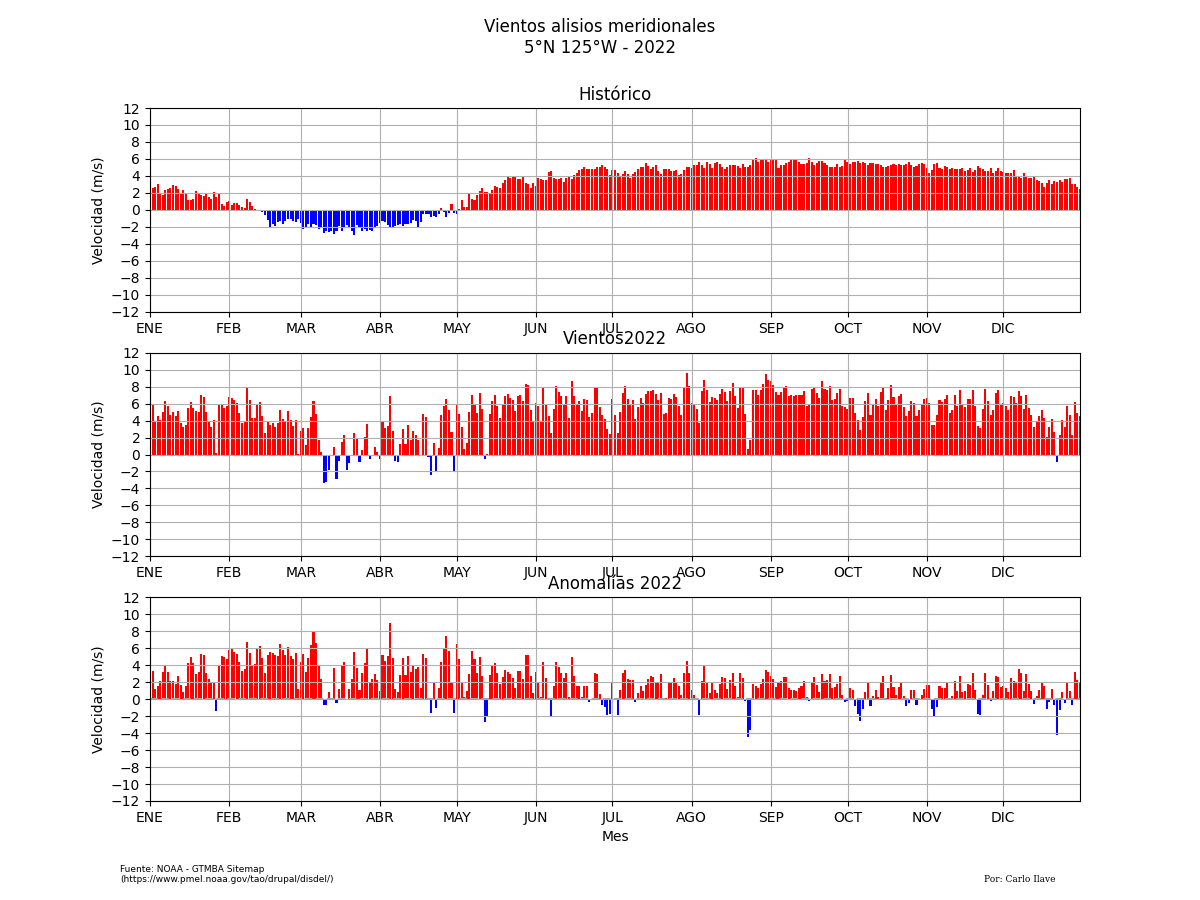 Vientos alisios meridionales
5°N 125°W - 2022
Histórico
12
10
8
6
4
2
0
−2
−4
−6
−8
−10
−12
Velocidad (m/s)
ENE FEB MAR ABR MAY JUN JUL AGO SEP OCT NOV DIC
Vientos2022
12
10
8
6
4
2
0
−2
−4
−6
−8
−10
−12
Velocidad (m/s)
ENE FEB MAR ABR MAY JUN JUL AGO SEP OCT NOV DIC
Anomalías 2022
12
10
8
6
4
2
0
−2
−4
−6
−8
−10
−12
Velocidad (m/s)
ENE FEB MAR ABR MAY JUN JUL AGO SEP OCT NOV DIC
Mes
Fuente: NOAA - GTMBA Sitemap
(https://www.pmel.noaa.gov/tao/drupal/disdel/)
Por: Carlo Ilave